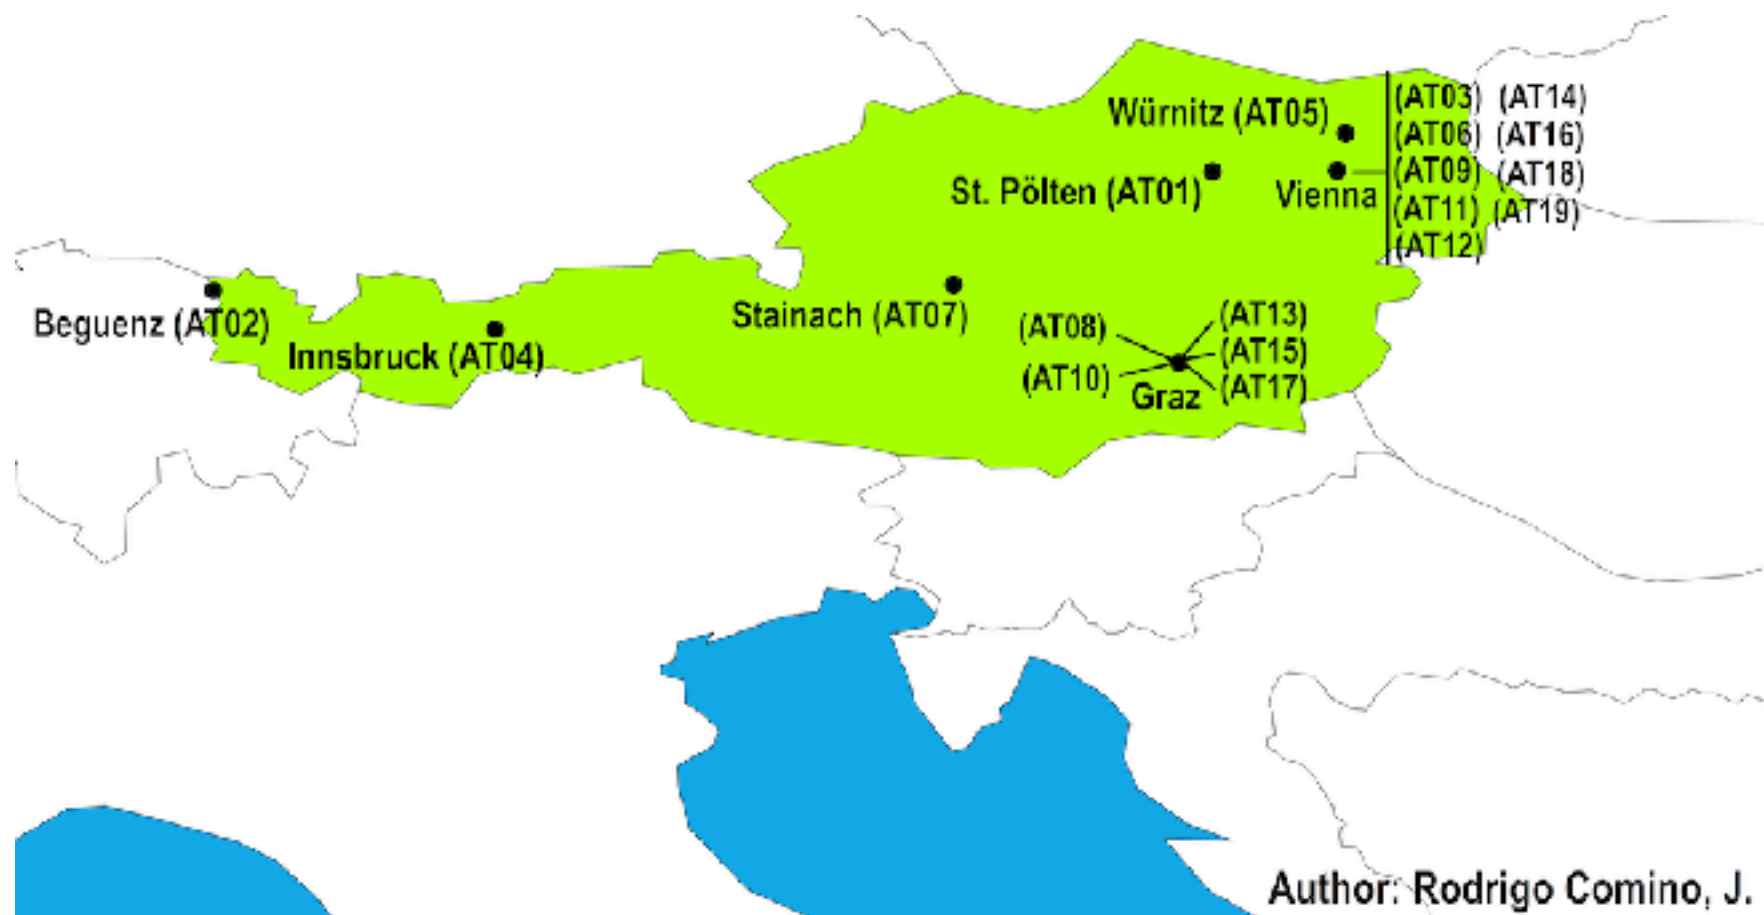 (AT03) (AT14)
Würnitz (AT05)
(AT06) (AT16)
(AT09) (AT18)
St. Pölten (AT01)
Vienna
(AT11) (AT19)
(AT12)
Beguenz (AT02)
Innsbruck (AT04)
Stainach (AT07)
(AT08)
(AT13)
(AT15)
(AT10)
(AT17)
Graz
Author: Rodrigo Comino, J.